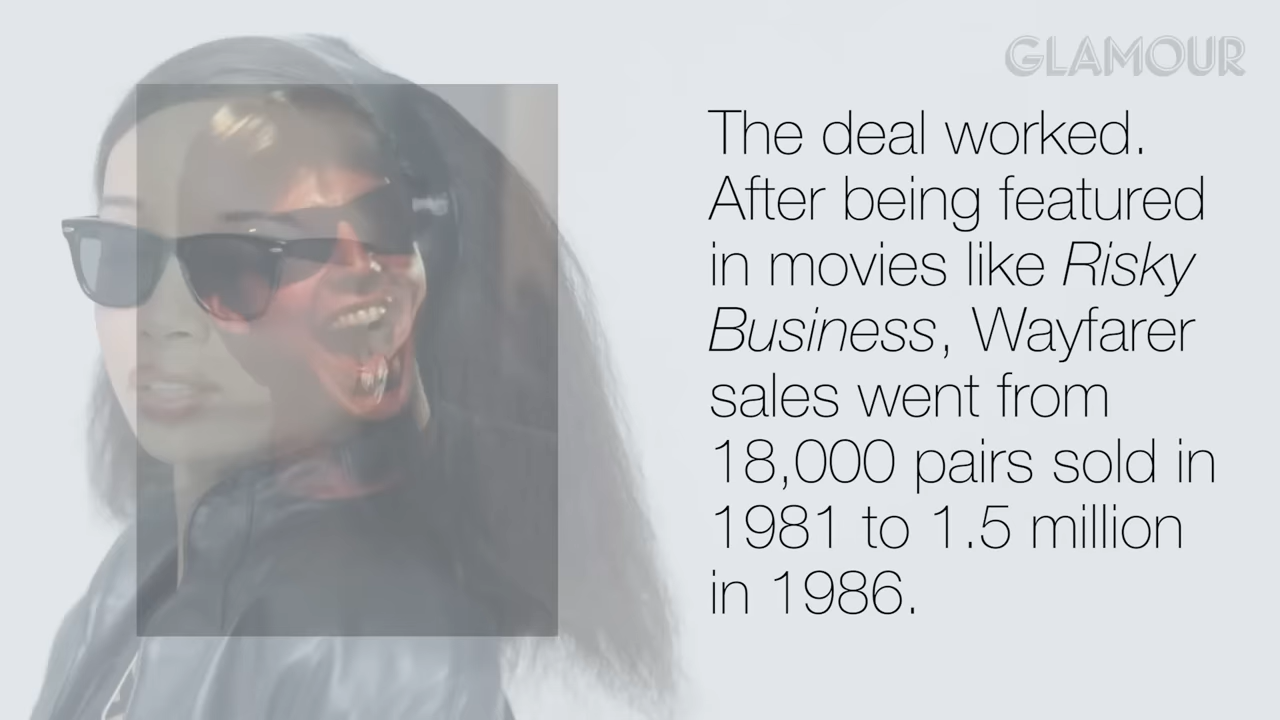 GLAMOUR
The deal worked.
After being featured
in movies like Risky
Business, Wayfarer
sales went from
18,000 pairs sold in
1981 to 1.5 million
in 1986.